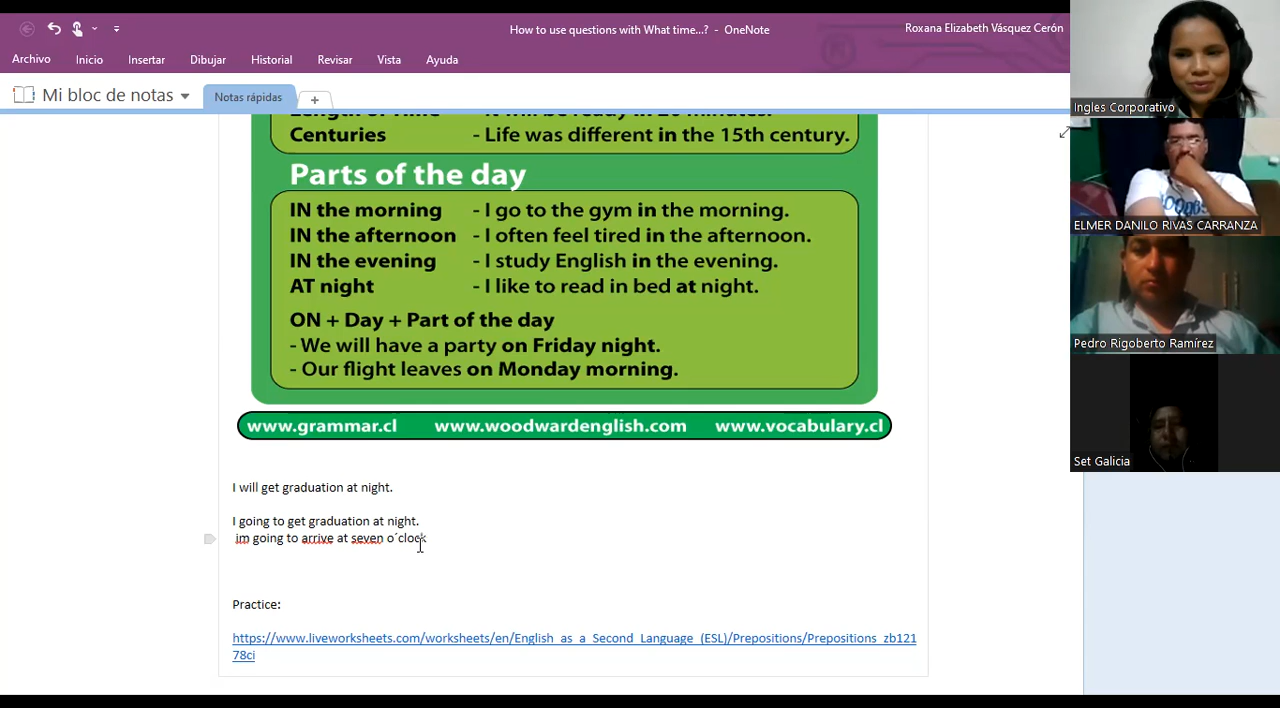 How to use questions with What time...? - OneNote
Roxana Elizabeth Vásquez Cerón
Archivo
Inicio
Insertar
Dibujar
Historial
Revisar
Vista
Ayuda
Mi bloc de notas
Notas rápidas
Centuries - Life was different in the 15th century.
Parts of the day
IN the morning - I go to the gym in the morning.
IN the afternoon - I often feel tired in the afternoon.
IN the evening - I study English in the evening.
AT night - I like to read in bed at night.
ON + Day + Part of the day
- We will have a party on Friday night.
- Our flight leaves on Monday morning.
www.grammar.cl www.woodwardenglish.com www.vocabulary.cl
I will get graduation at night.
I going to get graduation at night.
im going to arrive at seven o´clock
Practice:
https://www.liveworksheets.com/worksheets/en/English_as_a_Second_Language_(ESL)/Prepositions/Prepositions_zb121
78ci
Ingles Corporativo
ELMER DANILO RIVAS CARRANZA
Pedro Rigoberto Ramírez
Set Galicia